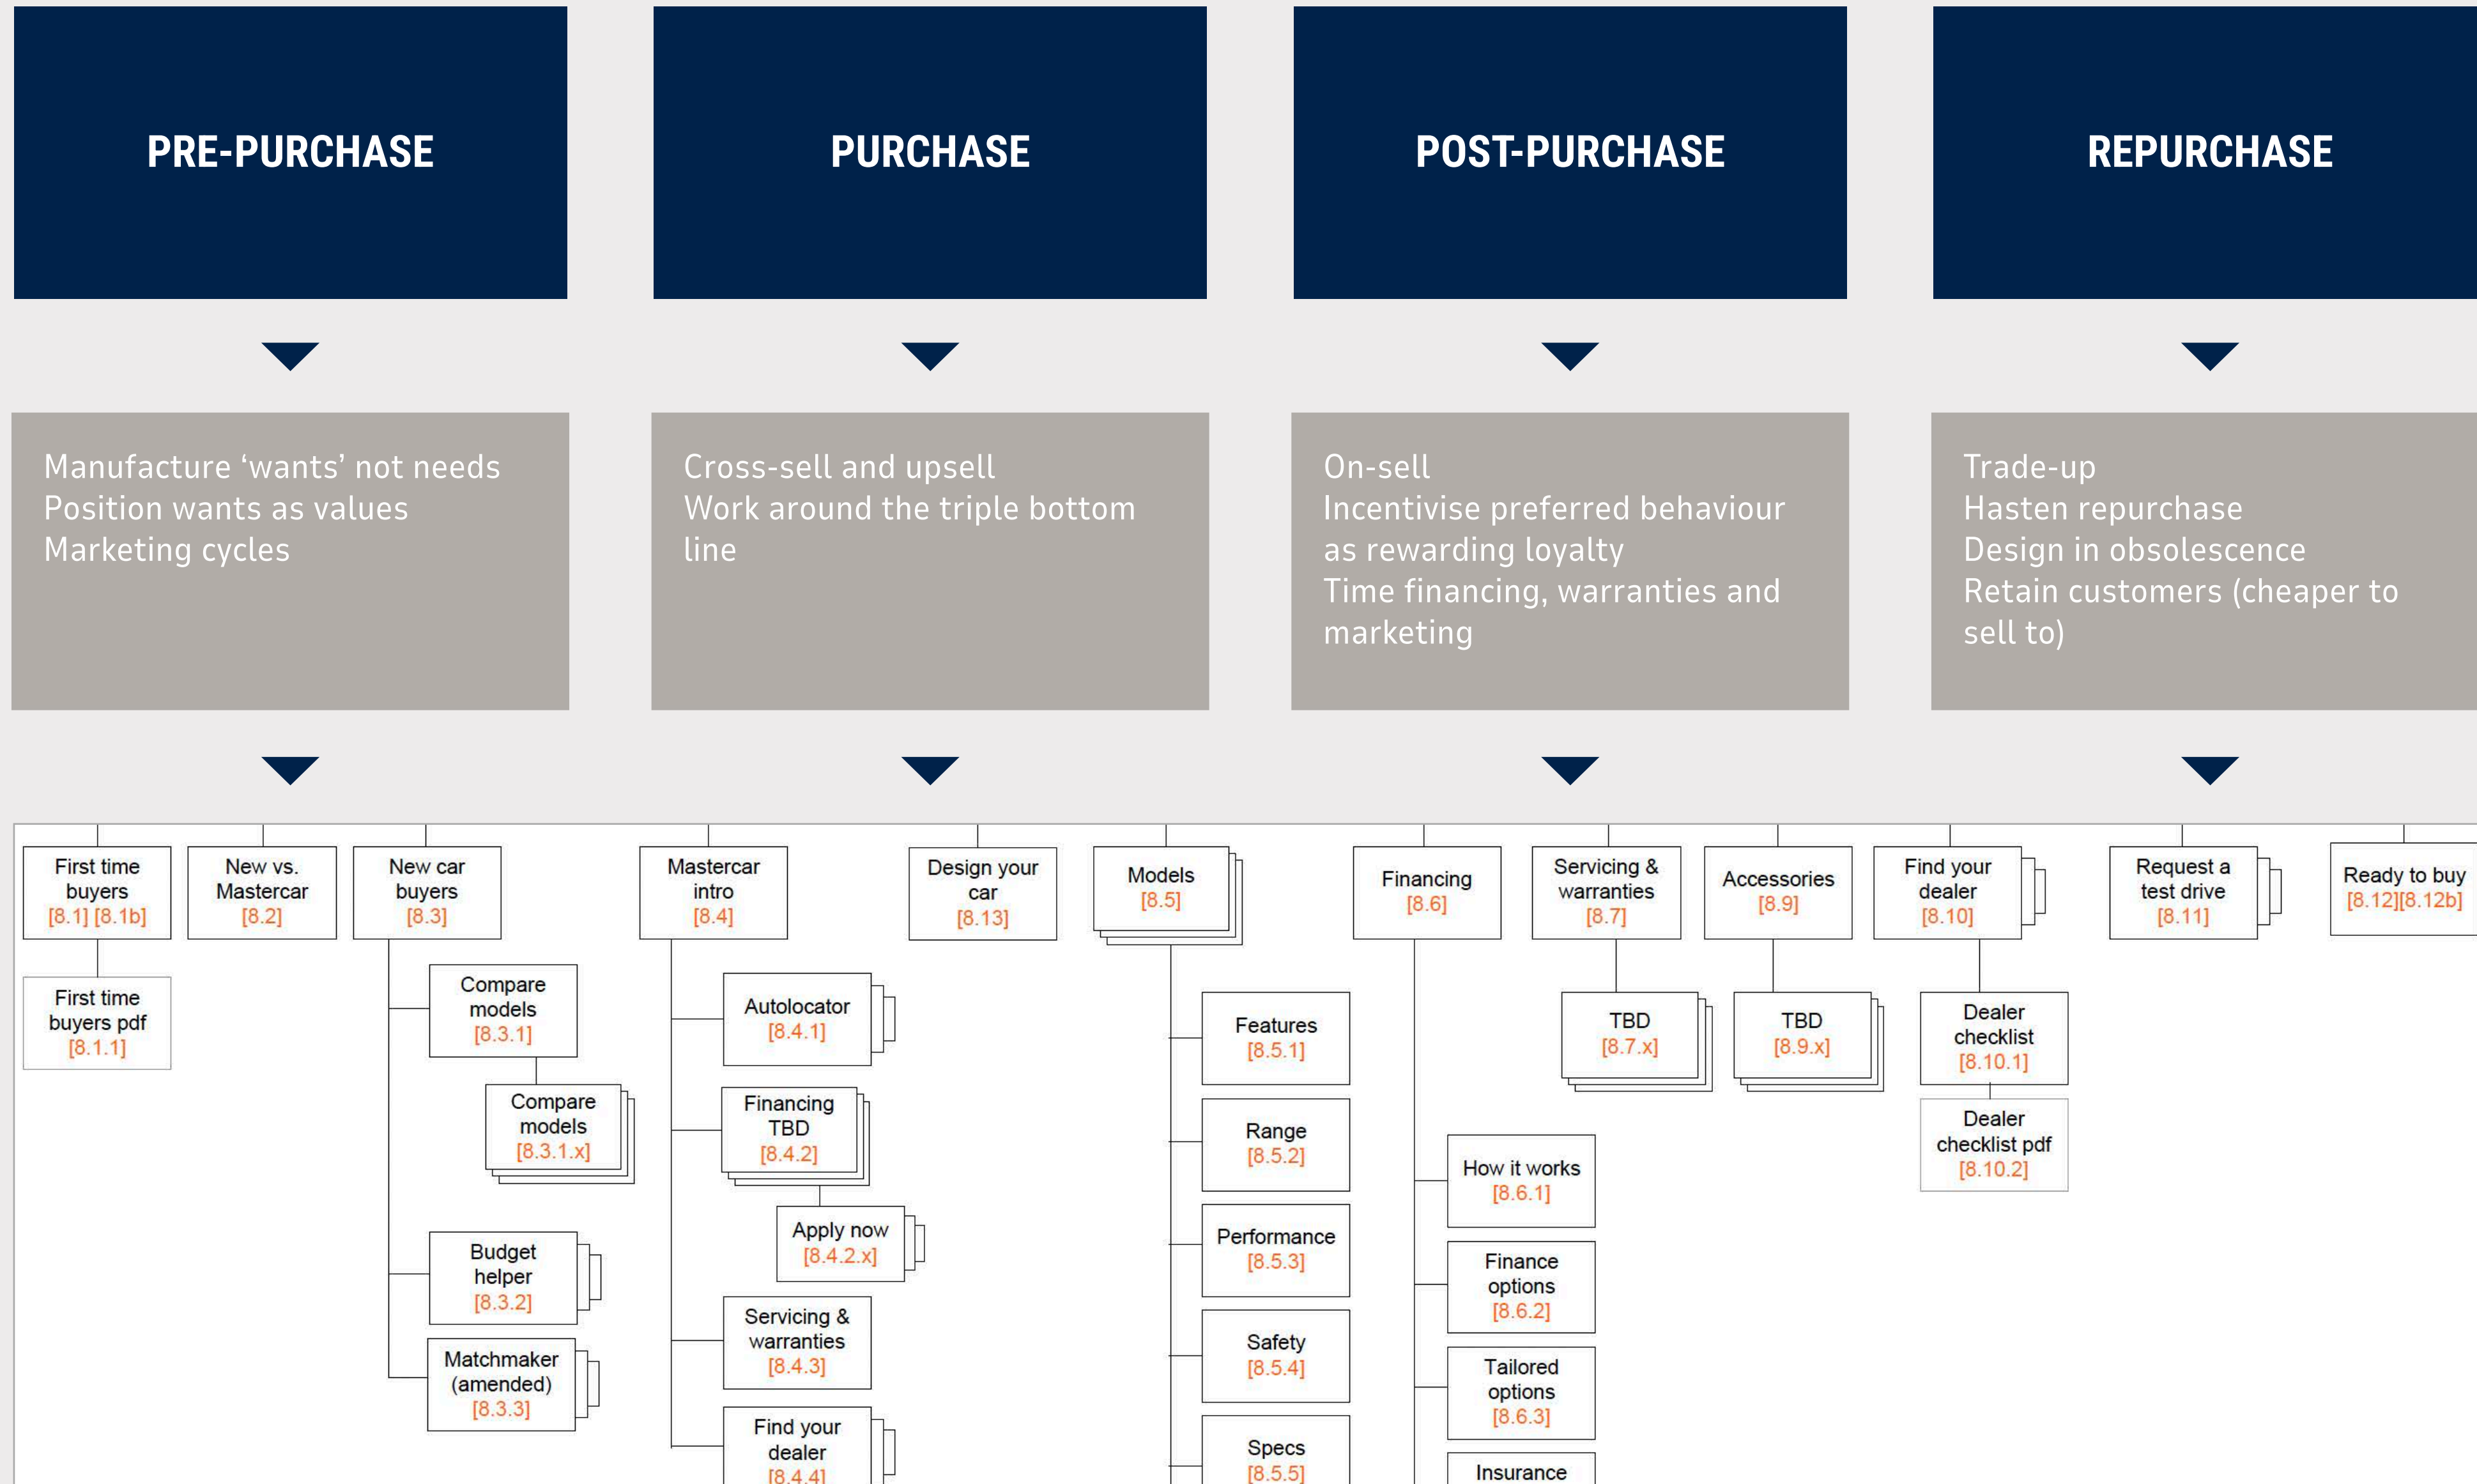 PRE-PURCHASE
PURCHASE
POST-PURCHASE
REPURCHASE
Manufacture ‘wants’ not needs
Position wants as values
Marketing cycles
Cross-sell and upsell
Work around the triple bottom
line
On-sell
Incentivise preferred behaviour
as rewarding loyalty
Time financing, warranties and
marketing
Trade-up
Hasten repurchase
Design in obsolescence
Retain customers (cheaper to
sell to)
First time
buyers
[8.1] [8.1b]
New vs.
Mastercar
[8.2]
New car
buyers
[8.3]
Mastercar
intro
[8.4]
Design your
car
[8.13]
Models
[8.5]
Financing
[8.6]
Servicing &
warranties
[8.7]
Accessories
[8.9]
Find your
dealer
[8.10]
Request a
test drive
[8.11]
Ready to buy
[8.12][8.12b]
First time
buyers pdf
[8.1.1]
Compare
models
[8.3.1]
Compare
models
[8.3.1.x]
Budget
helper
[8.3.2]
Matchmaker
(amended)
[8.3.3]
Autolocator
[8.4.1]
Financing
TBD
[8.4.2]
Apply now
[8.4.2.x]
Servicing &
warranties
[8.4.3]
Find your
dealer
[8.4.4]
Features
[8.5.1]
Range
[8.5.2]
Performance
[8.5.3]
Safety
[8.5.4]
Specs
[8.5.5]
How it works
[8.6.1]
Finance
options
[8.6.2]
Tailored
options
[8.6.3]
Insurance
TBD
[8.7.x]
TBD
[8.9.x]
Dealer
checklist
[8.10.1]
Dealer
checklist pdf
[8.10.2]